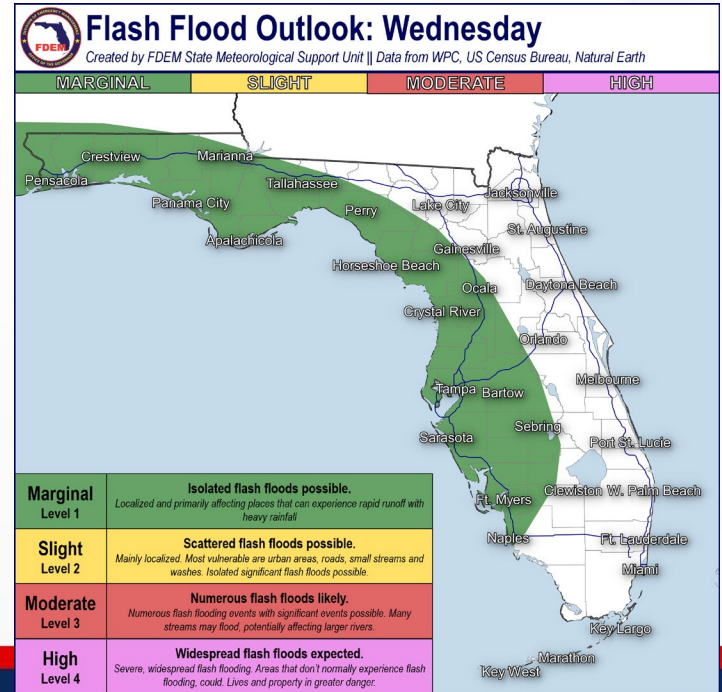 Flash Flood Outlook: Wednesday
FDEM
Created by FDEM State Meteorological Support Unit || Data from WPC, US Census Bureau, Natural Earth
MARGINAL SLIGHT MODERATE HIGH
Crestview
Marianna
Pensacola
Tallahassee
Jacksonville
Panama City
Perry
Lake City
St. Augustine
Apalachicola
Gainesville
Horseshoe Beach
Ocala
Daytona Beach
Crystal River
Orlando
Tampa
Bartow
Melbourne
Sebring
Sarasota
Port St. Lucie
Clewiston
W. Palm Beach
Ft. Myers
Naples
Ft. Lauderdale
Miami
Key Largo
Marathon
Key West
Marginal
Level 1
Isolated flash floods possible.
Localized and primarily affecting places that can experience rapid runoff with
heavy rainfall
Slight
Level 2
Scattered flash floods possible.
Mainly localized. Most vulnerable are urban areas, roads, small streams and
washes. Isolated significant flash floods possible.
Moderate
Level 3
Numerous flash floods likely.
Numerous flash flooding events with significant events possible. Many
streams may flood, potentially affecting larger rivers.
High
Level 4
Widespread flash floods expected.
Severe, widespread flash flooding. Areas that don't normally experience flash
flooding, could. Lives and property in greater danger.